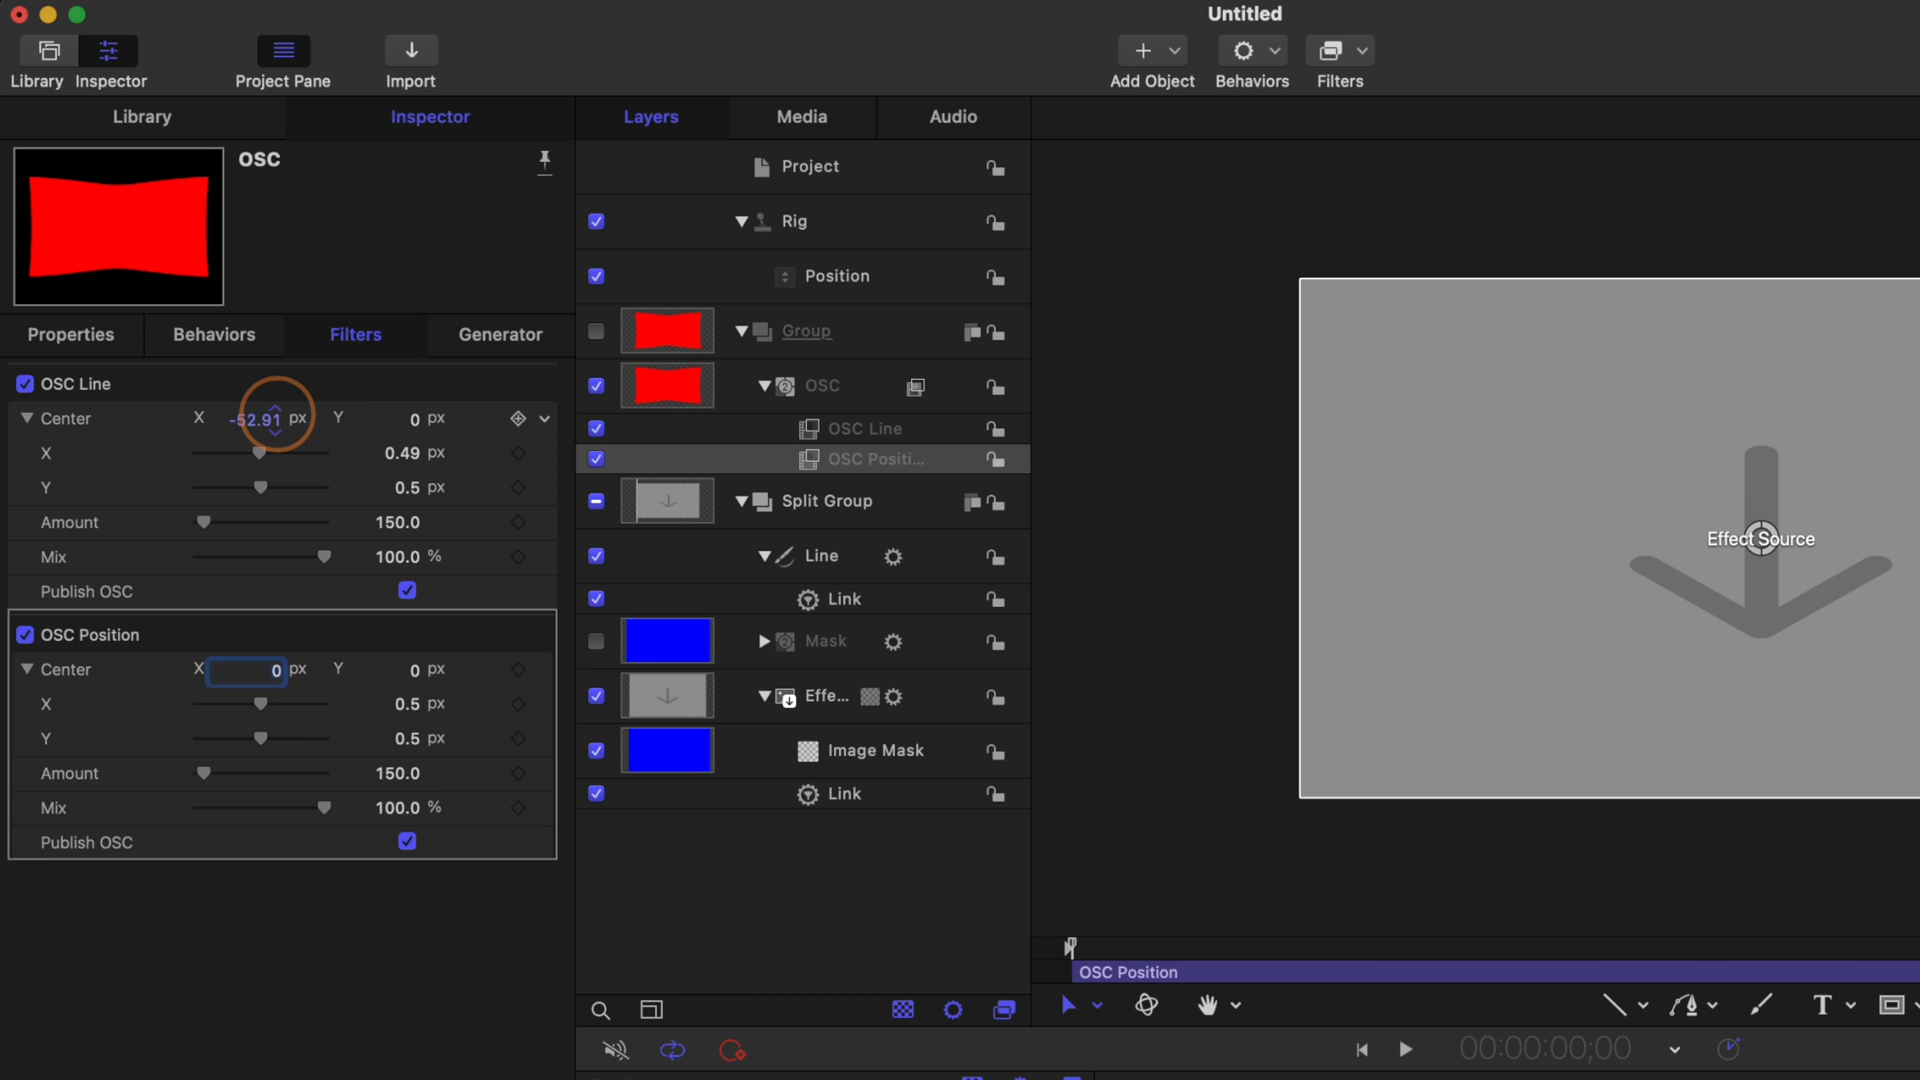 Untitled
Library
Inspector
Project Pane
Import
Add Object
Behaviors
Filters
Library
Inspector
Layers
Media
Audio
OSC
Properties
Behaviors
Filters
Generator
OSC Line
Center X -52.91 px Y 0 px
X 0.49 px
Y 0.5 px
Amount 150.0
Mix 100.0 %
Publish OSC
OSC Position
Center X 0 px Y 0 px
X 0.5 px
Y 0.5 px
Amount 150.0
Mix 100.0 %
Publish OSC
Project
Rig
Position
Group
OSC
OSC Line
OSC Positi...
Split Group
Line
Link
Mask
Effe...
Image Mask
Link
Effect Source
OSC Position
T
00:00:00;00